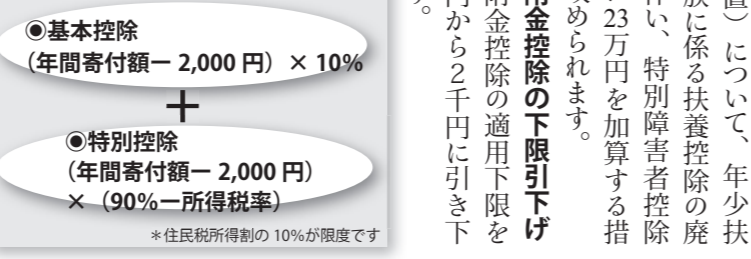 ）について、年少扶
族に係る扶養控除の廃
伴い、特別障害者控除
23万円を加算する措
められます。
附金控除の下限引下げ
附金控除の適用下限を
円から２千円に引き下
。
◉基本控除
（年間寄付額ー 2,000 円）× 10%
＋
◉特別控除
（年間寄付額ー 2,000 円）
×（90%ー所得税率）
＊住民税所得割の 10%が限度です